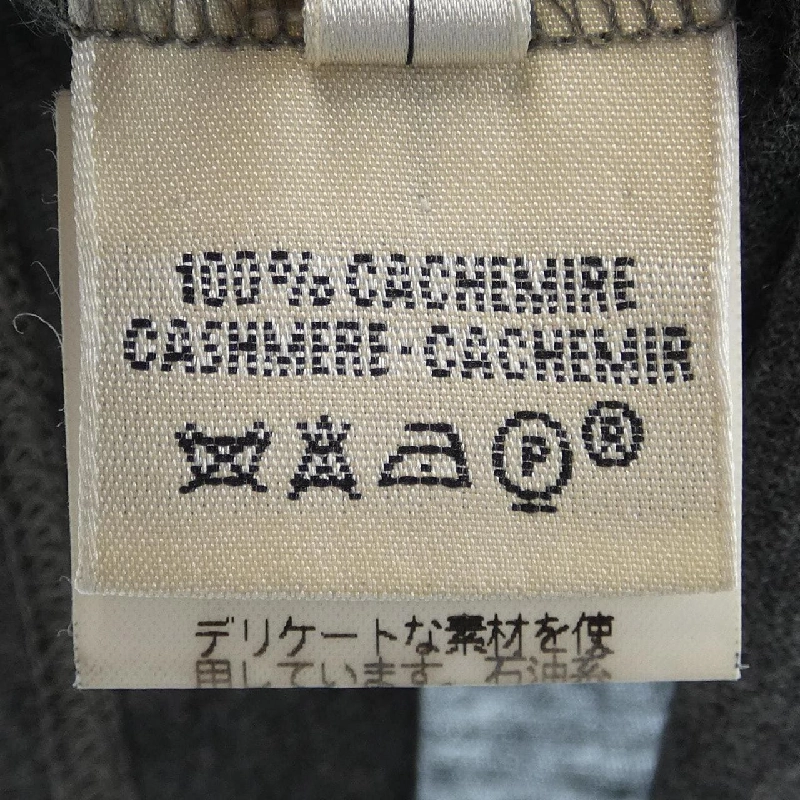 100% CACHEMIRE
CASHMERE-CACHEMIR
P ®
デリケートな素材を使
用しています。石油系